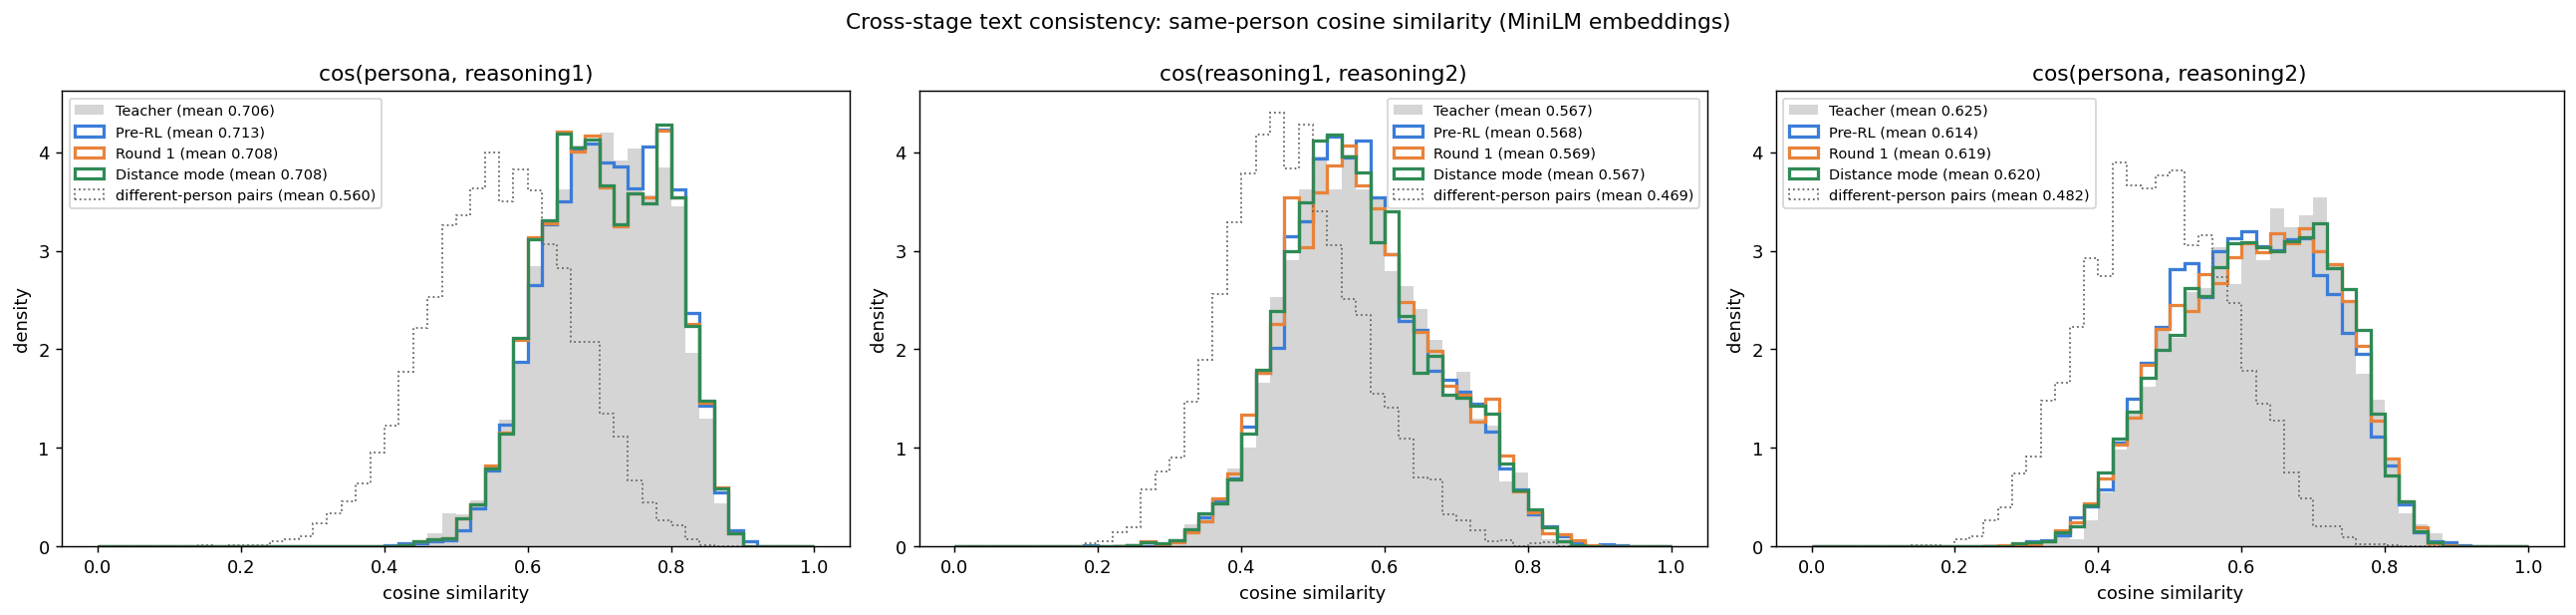 Cross-stage text consistency: same-person cosine similarity (MiniLM embeddings)
cos(persona, reasoning1)
Teacher (mean 0.706)
Pre-RL (mean 0.713)
Round 1 (mean 0.708)
Distance mode (mean 0.708)
different-person pairs (mean 0.560)
density
4
3
2
1
0
0.0 0.2 0.4 0.6 0.8 1.0
cosine similarity
cos(reasoning1, reasoning2)
Teacher (mean 0.567)
Pre-RL (mean 0.568)
Round 1 (mean 0.569)
Distance mode (mean 0.567)
different-person pairs (mean 0.469)
density
4
3
2
1
0
0.0 0.2 0.4 0.6 0.8 1.0
cosine similarity
cos(persona, reasoning2)
Teacher (mean 0.625)
Pre-RL (mean 0.614)
Round 1 (mean 0.619)
Distance mode (mean 0.620)
different-person pairs (mean 0.482)
density
4
3
2
1
0
0.0 0.2 0.4 0.6 0.8 1.0
cosine similarity